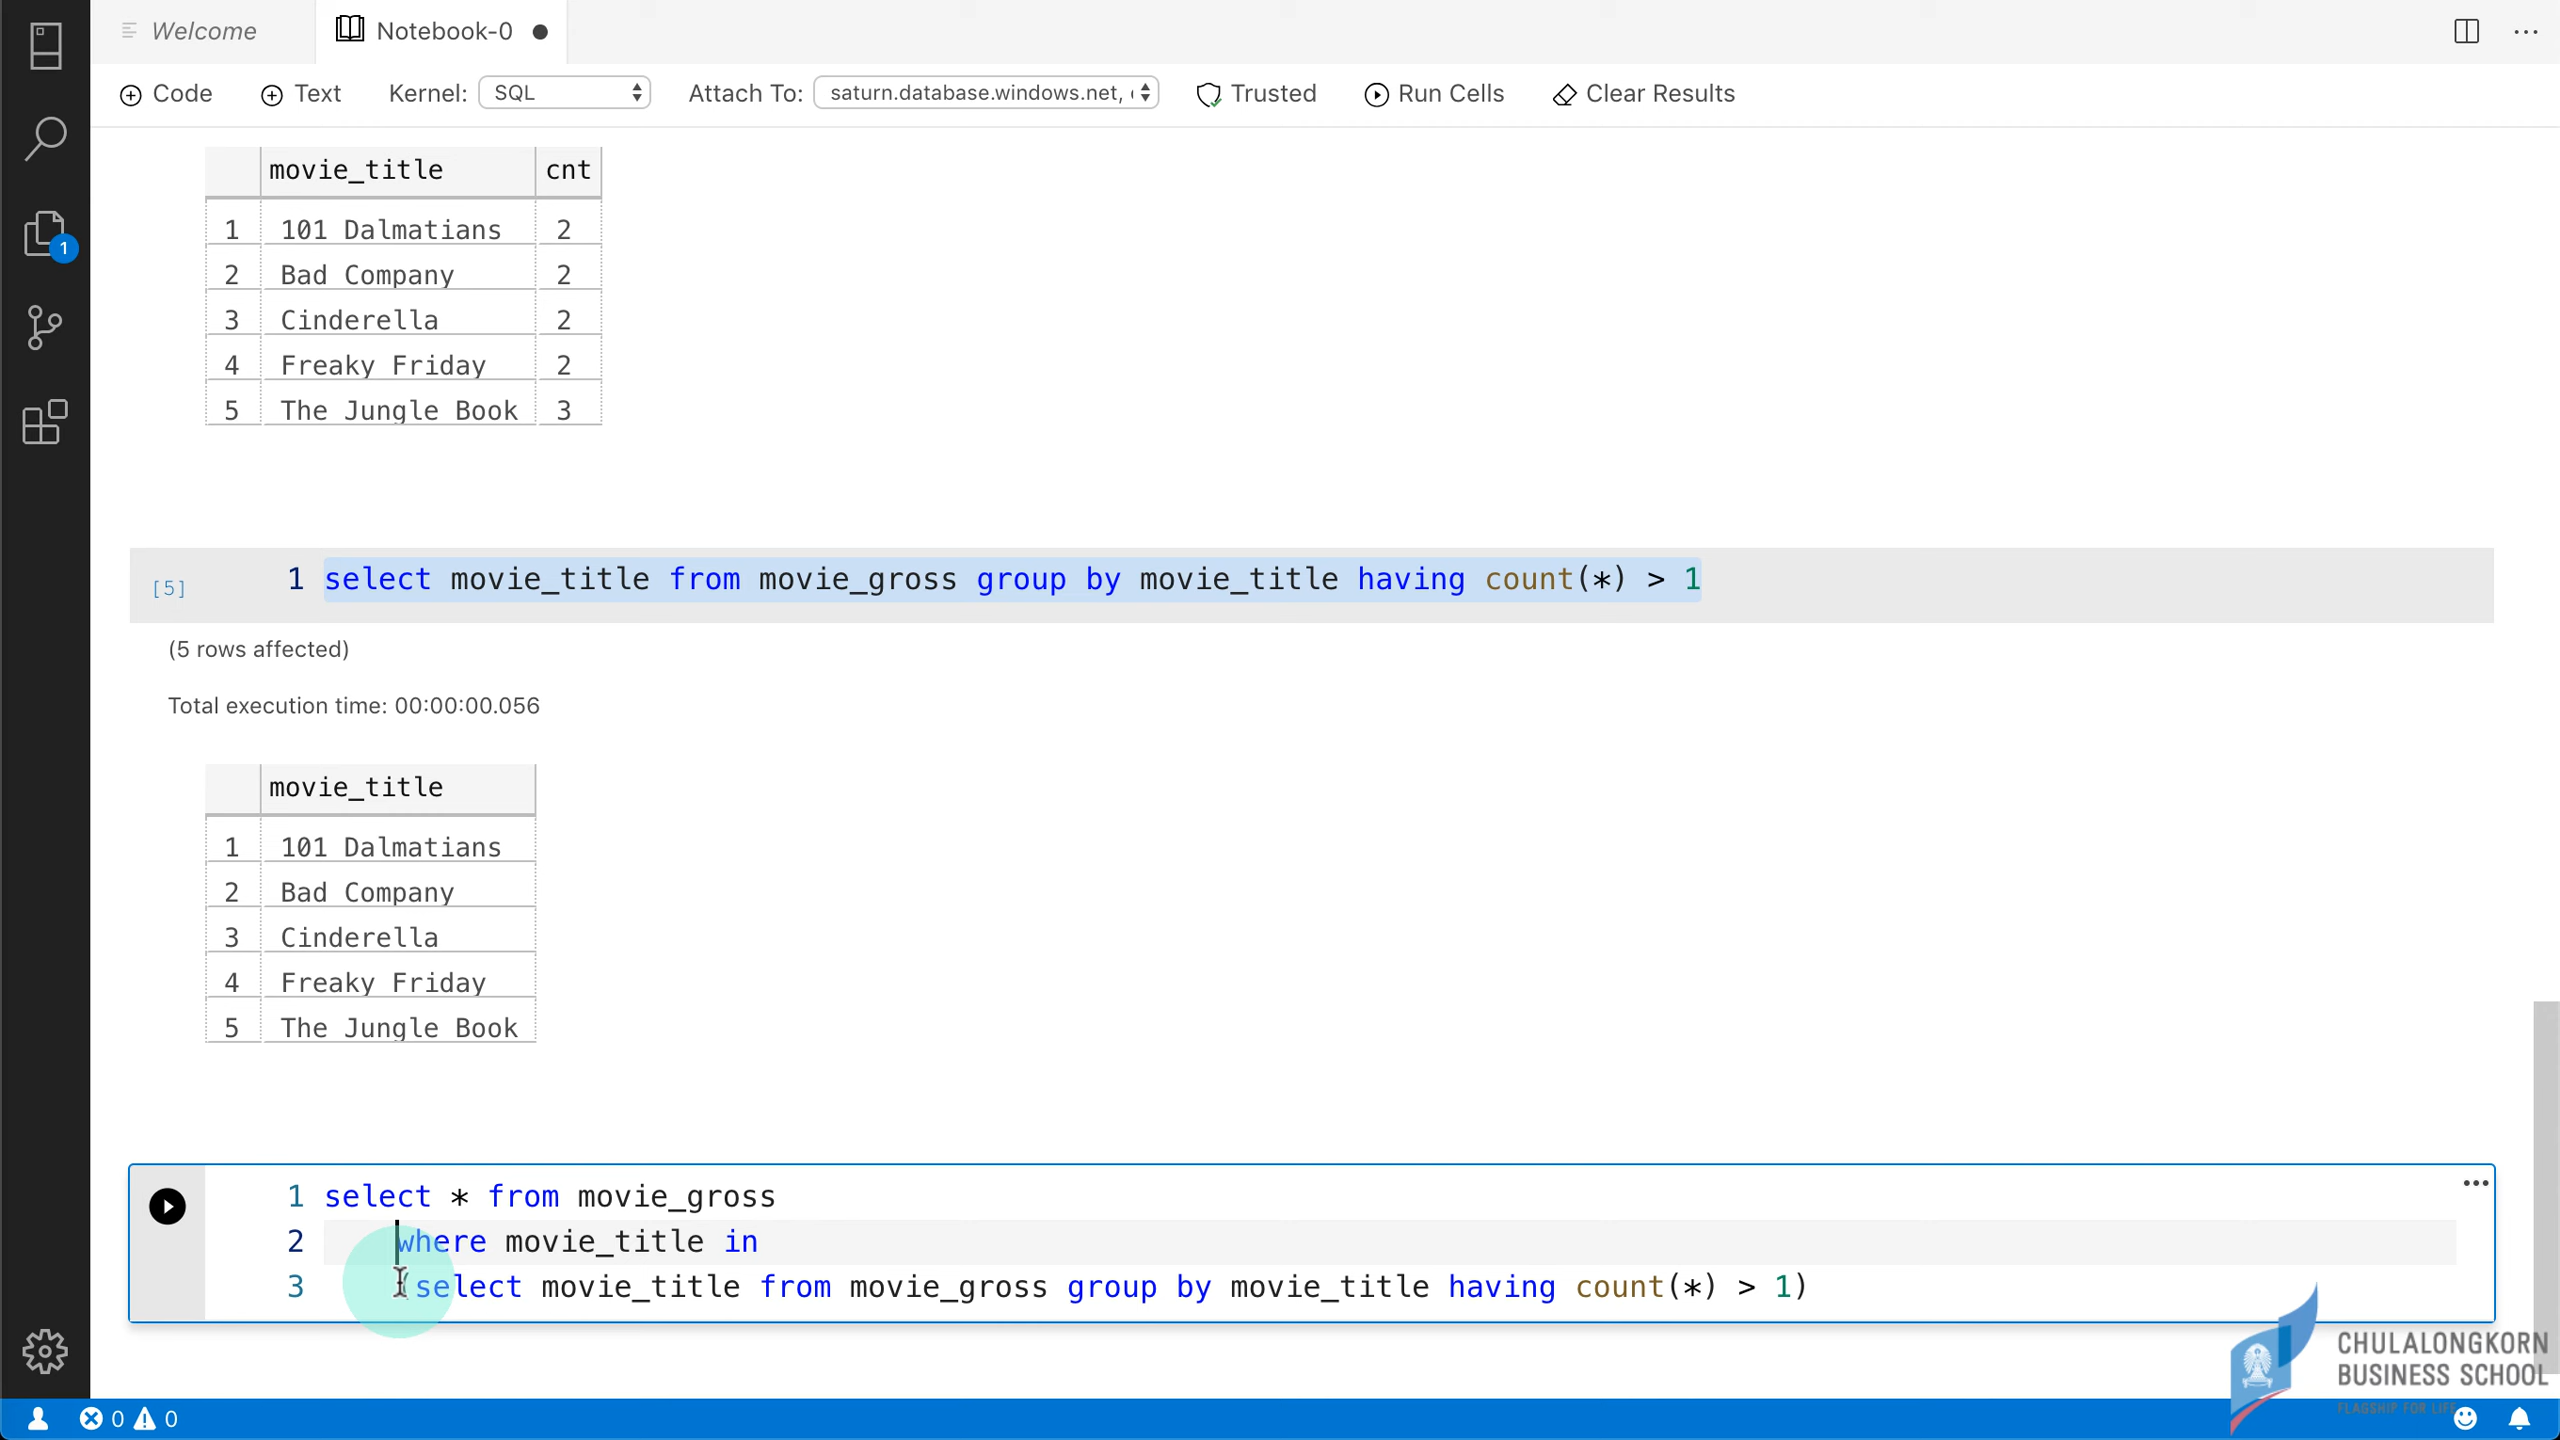 Welcome
Notebook-0
Code Text Kernel: SQL Attach To: saturn.database.windows.net, Trusted Run Cells Clear Results
movie_title cnt
1 101 Dalmatians 2
2 Bad Company 2
3 Cinderella 2
4 Freaky Friday 2
5 The Jungle Book 3
1
[5] 1 select movie_title from movie_gross group by movie_title having count(*) > 1
(5 rows affected)
Total execution time: 00:00:00.056
movie_title
1 101 Dalmatians
2 Bad Company
3 Cinderella
4 Freaky Friday
5 The Jungle Book
1 select * from movie_gross
2 where movie_title in
3 (select movie_title from movie_gross group by movie_title having count(*) > 1)
CHULALONGKORN
BUSINESS SCHOOL
FLAGSHIP FOR LIFE
0 0